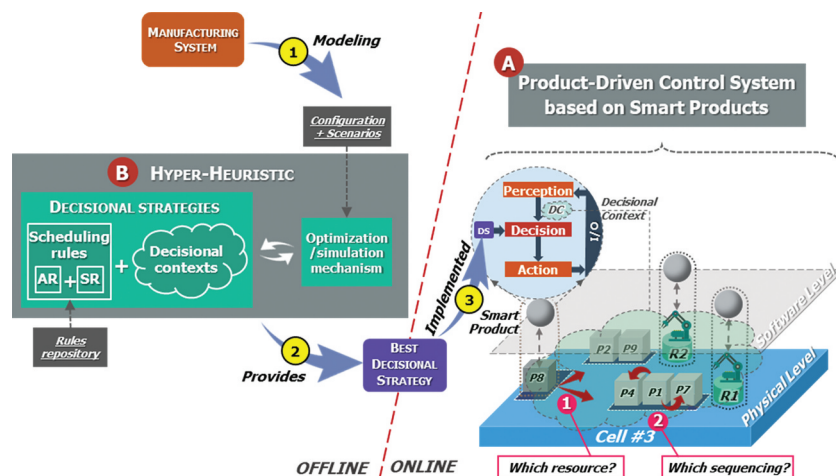 MANUFACTURING
SYSTEM
1
Modeling
Configuration
+ Scenarios
A
Product-Driven Control System
based on Smart Products
B
HYPER-HEURISTIC
DECISIONAL STRATEGIES
Scheduling
rules
AR
+
SR
+
Decisional
contexts
Optimization
/simulation
mechanism
Rules
repository
2
Provides
BEST
DECISIONAL
STRATEGY
3
Implemented
Perception
DC
Decisional
Context
DS
Decision
I/O
Action
Smart
Product
Software Level
Physical Level
P2
P9
R2
P8
P4
P1
P7
R1
1
2
Cell #3
OFFLINE
ONLINE
Which resource?
Which sequencing?